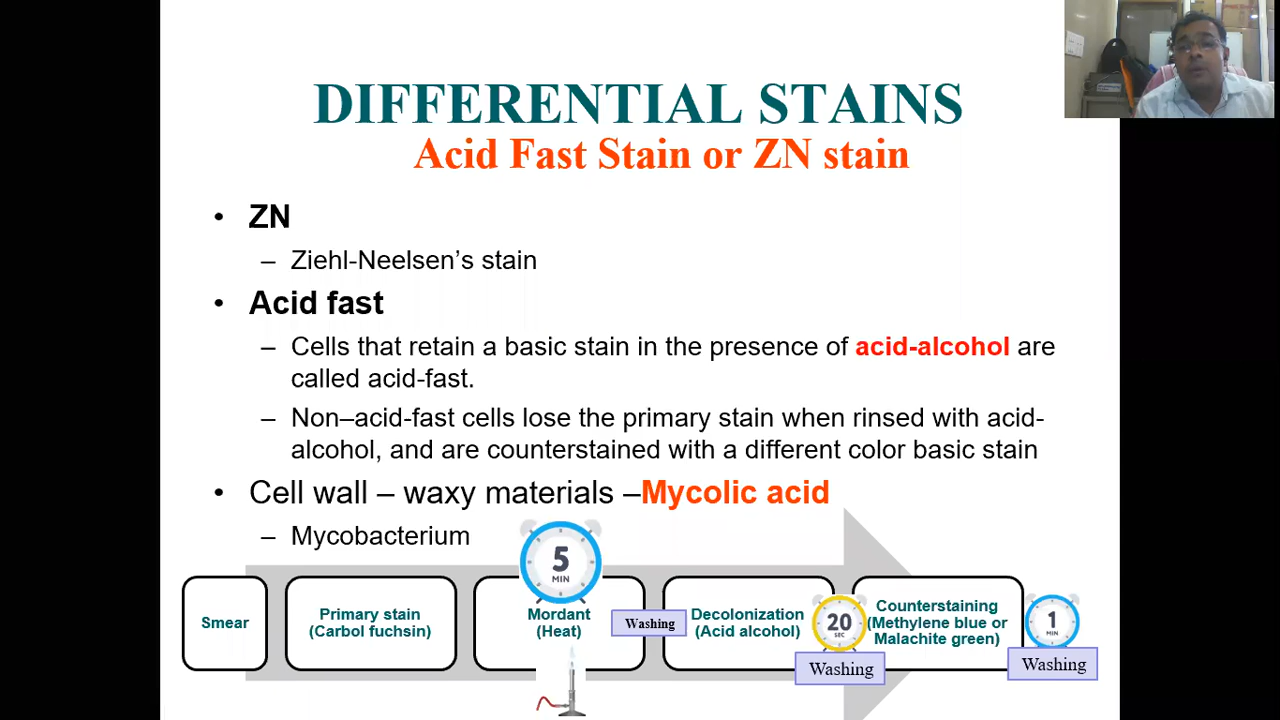 DIFFERENTIAL STAINS
Acid Fast Stain or ZN stain
• ZN
– Ziehl-Neelsen’s stain
• Acid fast
– Cells that retain a basic stain in the presence of acid-alcohol are
called acid-fast.
– Non–acid-fast cells lose the primary stain when rinsed with acid-
alcohol, and are counterstained with a different color basic stain
• Cell wall – waxy materials –Mycolic acid
– Mycobacterium
Smear
Primary stain
(Carbol fuchsin)
5
MIN
Mordant
(Heat)
Washing
Decolonization
(Acid alcohol)
20
sec
Washing
Counterstaining
(Methylene blue or
Malachite green)
1
MIN
Washing